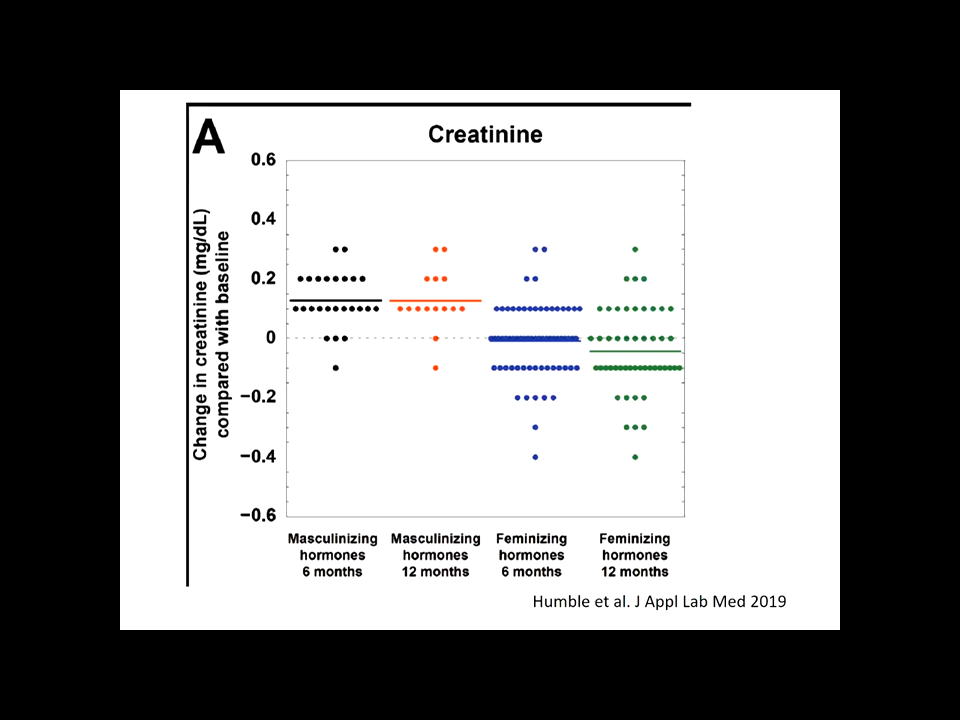 A
Creatinine
Change in creatinine (mg/dL)
compared with baseline
0.6
0.4
0.2
0
−0.2
−0.4
−0.6
Masculinizing
hormones
6 months
Masculinizing
hormones
12 months
Feminizing
hormones
6 months
Feminizing
hormones
12 months
Humble et al. J Appl Lab Med 2019